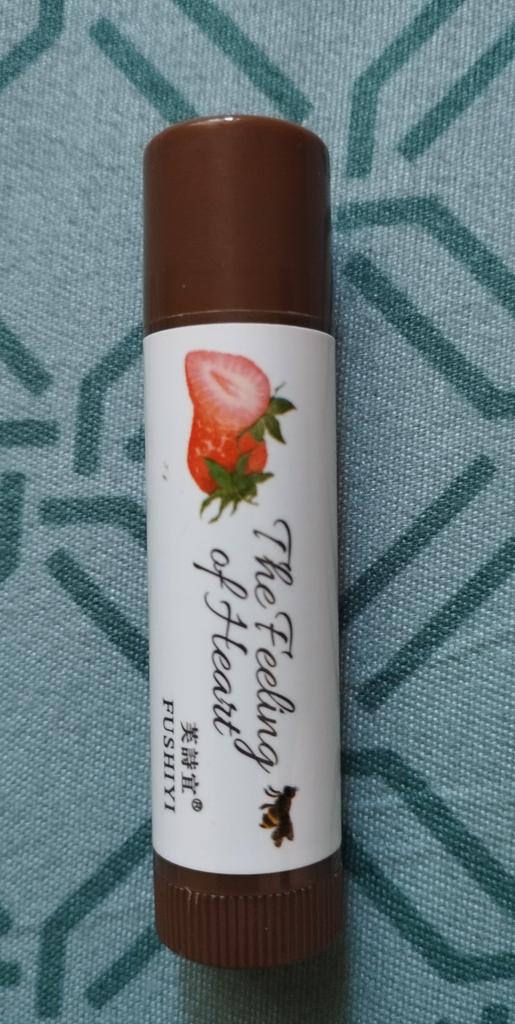 The Feeling
of Heart
芙詩宜®
FUSHIYI